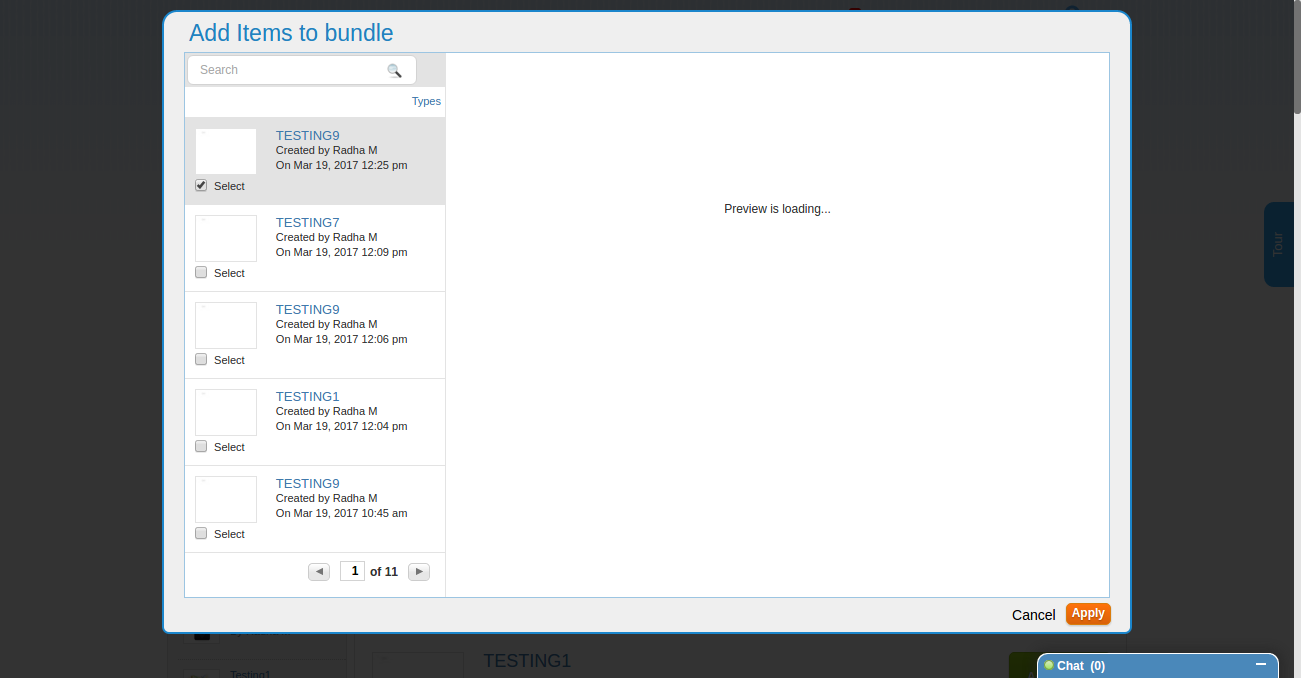 Add Items to bundle
Search
Types
TESTING9
Created by Radha M
On Mar 19, 2017 12:25 pm
Select
TESTING7
Created by Radha M
On Mar 19, 2017 12:09 pm
Select
TESTING9
Created by Radha M
On Mar 19, 2017 12:06 pm
Select
TESTING1
Created by Radha M
On Mar 19, 2017 12:04 pm
Select
TESTING9
Created by Radha M
On Mar 19, 2017 10:45 am
Select
1 of 11
Preview is loading...
Cancel
Apply
Tour
TESTING1
Testing1
Chat (0)